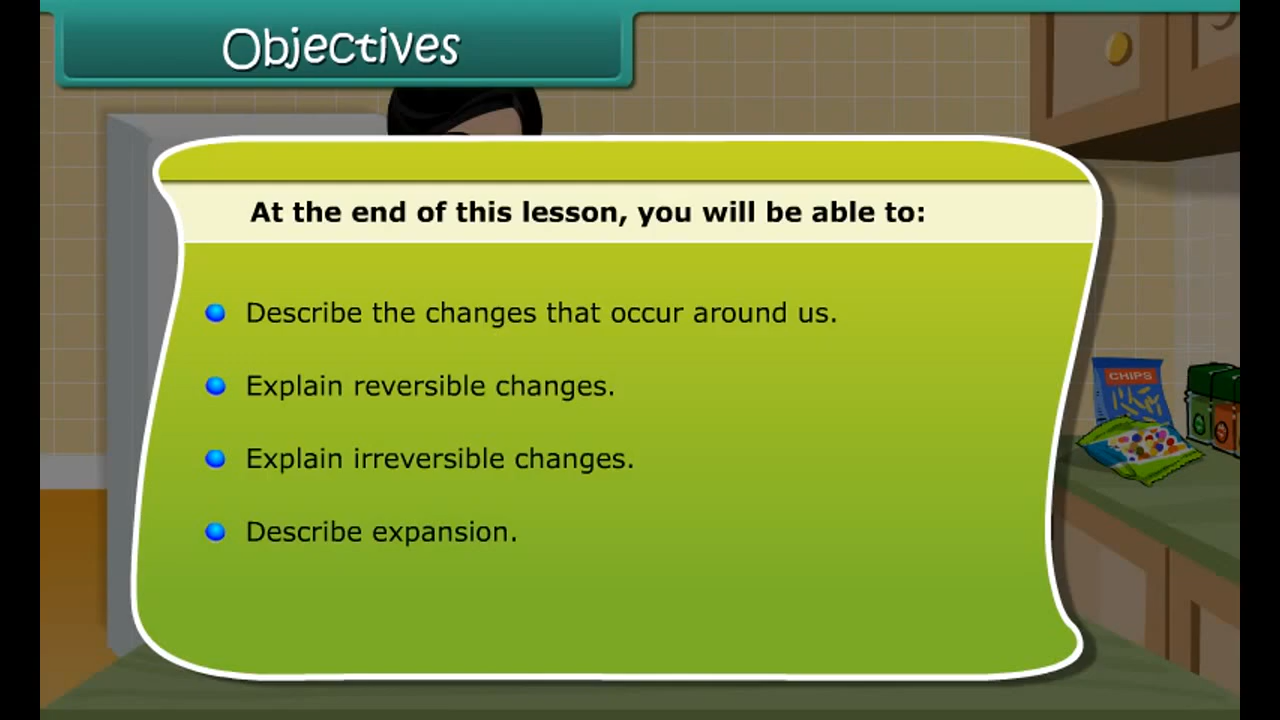 Objectives
At the end of this lesson, you will be able to:
Describe the changes that occur around us.
Explain reversible changes.
Explain irreversible changes.
Describe expansion.
CHIPS